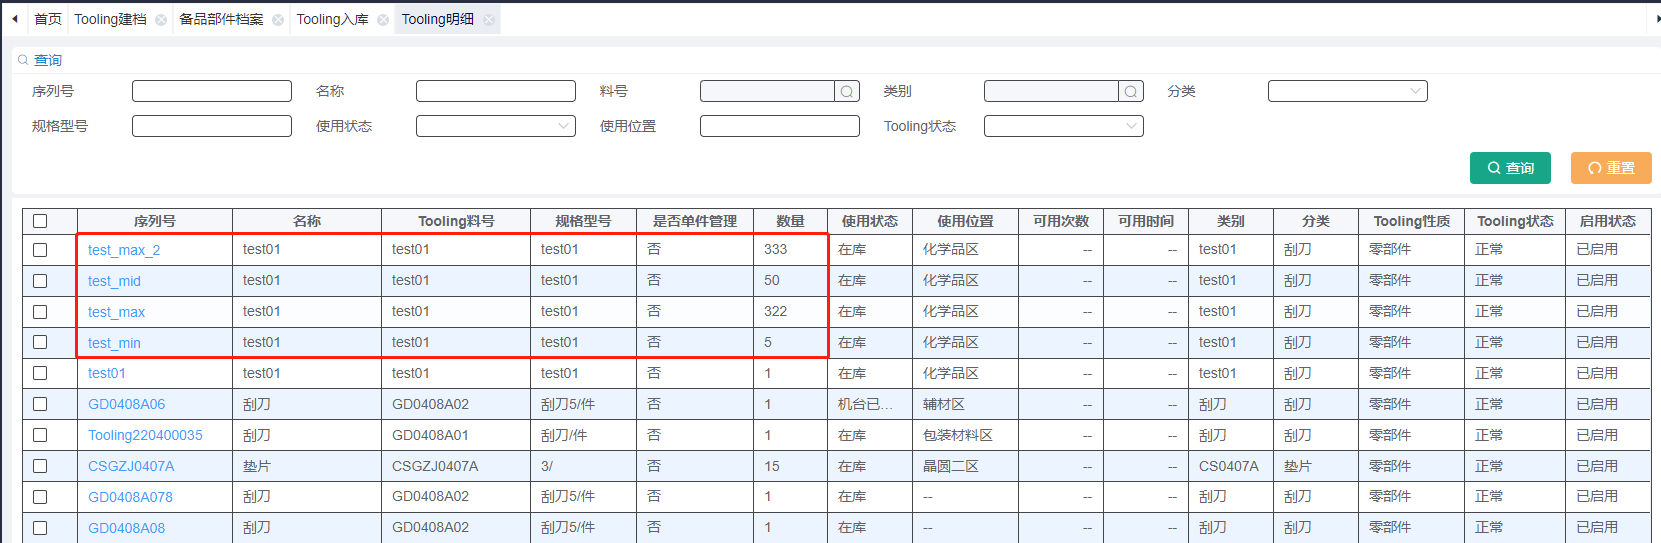 首页 Tooling建档 备品部件档案 Tooling入库 Tooling明细
查询
序列号 名称 料号 类别 分类
规格型号 使用状态 使用位置 Tooling状态
查询 重置
序列号 名称 Tooling料号 规格型号 是否单件管理 数量 使用状态 使用位置 可用次数 可用时间 类别 分类 Tooling性质 Tooling状态 启用状态
test_max_2 test01 test01 test01 否 333 在库 化学品区 -- -- test01 刮刀 零部件 正常 已启用
test_mid test01 test01 test01 否 50 在库 化学品区 -- -- test01 刮刀 零部件 正常 已启用
test_max test01 test01 test01 否 322 在库 化学品区 -- -- test01 刮刀 零部件 正常 已启用
test_min test01 test01 test01 否 5 在库 化学品区 -- -- test01 刮刀 零部件 正常 已启用
test01 test01 test01 test01 否 1 在库 化学品区 -- -- test01 刮刀 零部件 正常 已启用
GD0408A06 刮刀 GD0408A02 刮刀5/件 否 1 机台已... 辅材区 -- -- 刮刀 刮刀 零部件 正常 已启用
Tooling220400035 刮刀 GD0408A01 刮刀/件 否 1 在库 包装材料区 -- -- 刮刀 刮刀 零部件 正常 已启用
CSGZJ0407A 垫片 CSGZJ0407A 3/ 否 15 在库 晶圆二区 -- -- CS0407A 垫片 零部件 正常 已启用
GD0408A078 刮刀 GD0408A02 刮刀5/件 否 1 在库 -- -- -- 刮刀 刮刀 零部件 正常 已启用
GD0408A08 刮刀 GD0408A02 刮刀5/件 否 1 在库 -- -- -- 刮刀 刮刀 零部件 正常 已启用